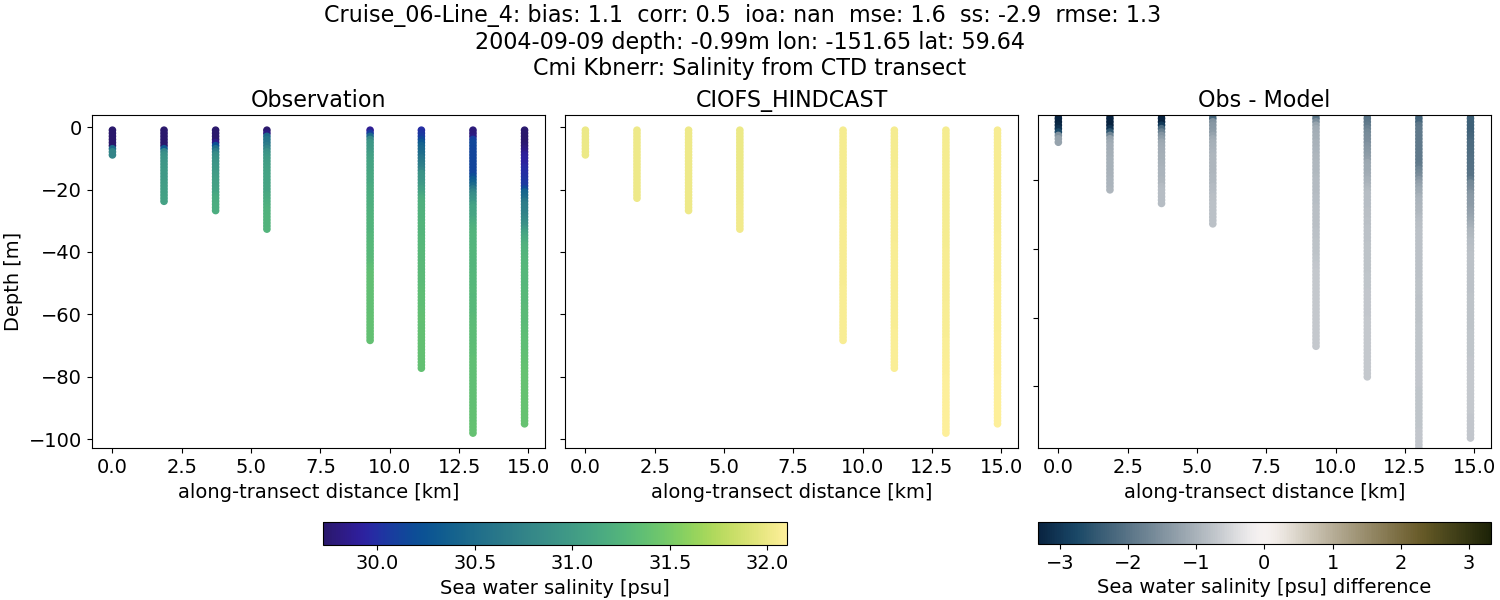 Cruise_06-Line_4: bias: 1.1  corr: 0.5  ioa: nan  mse: 1.6  ss: -2.9  rmse: 1.3
2004-09-09 depth: -0.99m lon: -151.65 lat: 59.64
Cmi Kbnerr: Salinity from CTD transect
Observation
CIOFS_HINDCAST
Obs - Model
Depth [m]
0
−20
−40
−60
−80
−100
0.0 2.5 5.0 7.5 10.0 12.5 15.0
0.0 2.5 5.0 7.5 10.0 12.5 15.0
0.0 2.5 5.0 7.5 10.0 12.5 15.0
along-transect distance [km]
along-transect distance [km]
along-transect distance [km]
30.0 30.5 31.0 31.5 32.0
Sea water salinity [psu]
−3 −2 −1 0 1 2 3
Sea water salinity [psu] difference